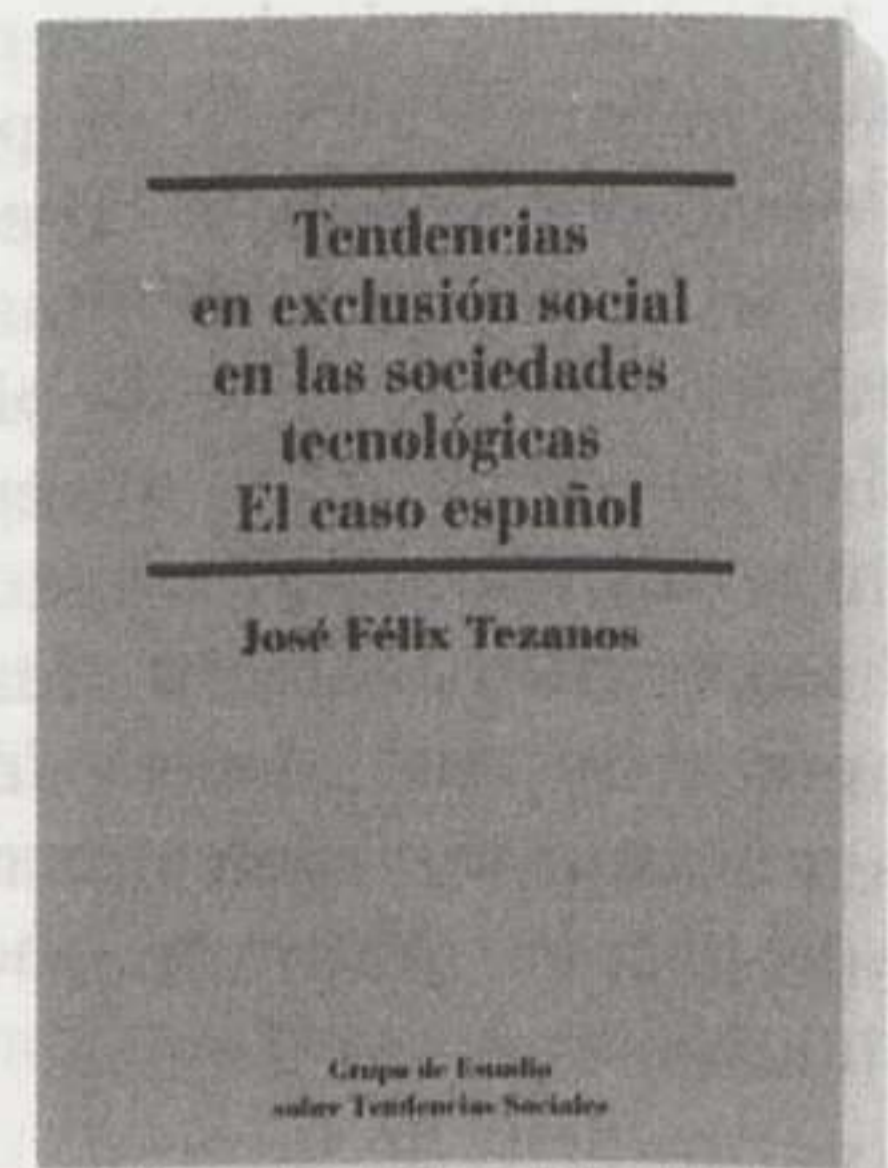 Tendencias
en exclusión social
en las sociedades
tecnológicas
El caso español
José Félix Tezanos
Grupo de Estudio
sobre Tendencias Sociales